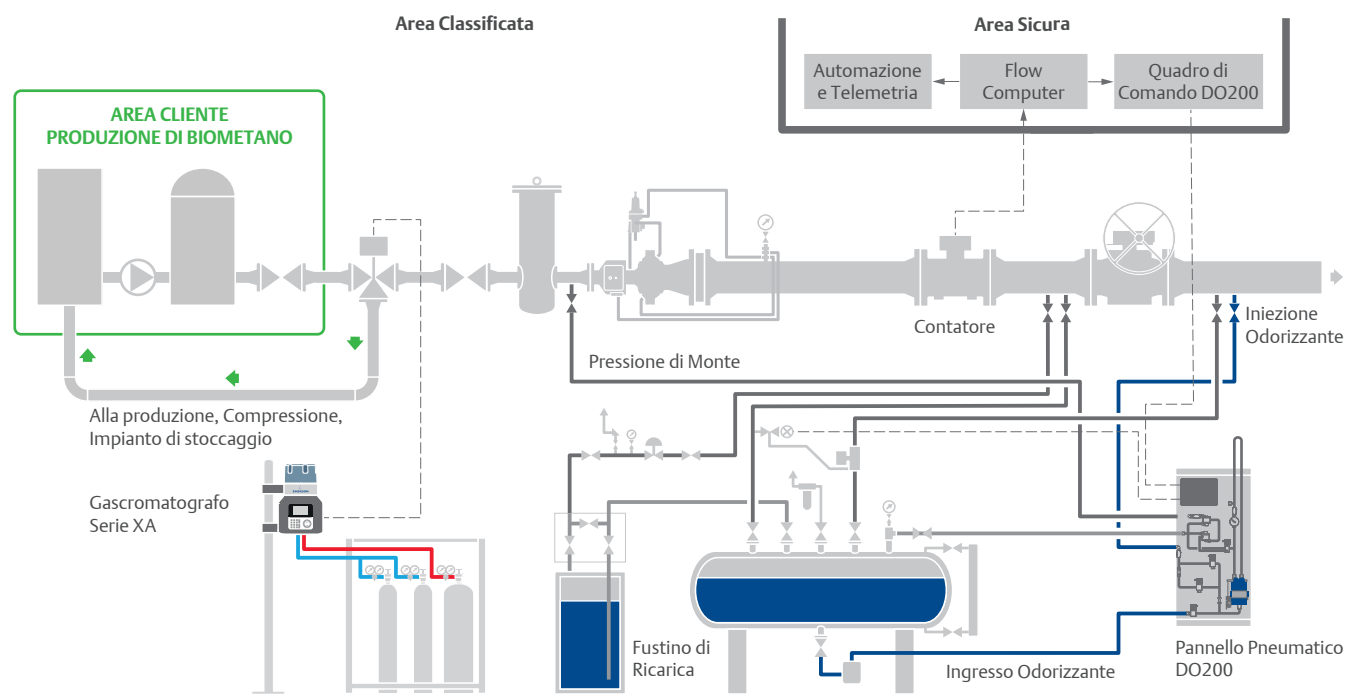 Area Classificata
Area Sicura
Automazione
e Telemetria
Flow
Computer
Quadro di
Comando DO200
AREA CLIENTE
PRODUZIONE DI BIOMETANO
Contatore
Iniezione
Odorizzante
Pressione di Monte
Alla produzione, Compressione,
Impianto di stoccaggio
Gascromatografo
Serie XA
Fustino di
Ricarica
Ingresso Odorizzante
Pannello Pneumatico
DO200